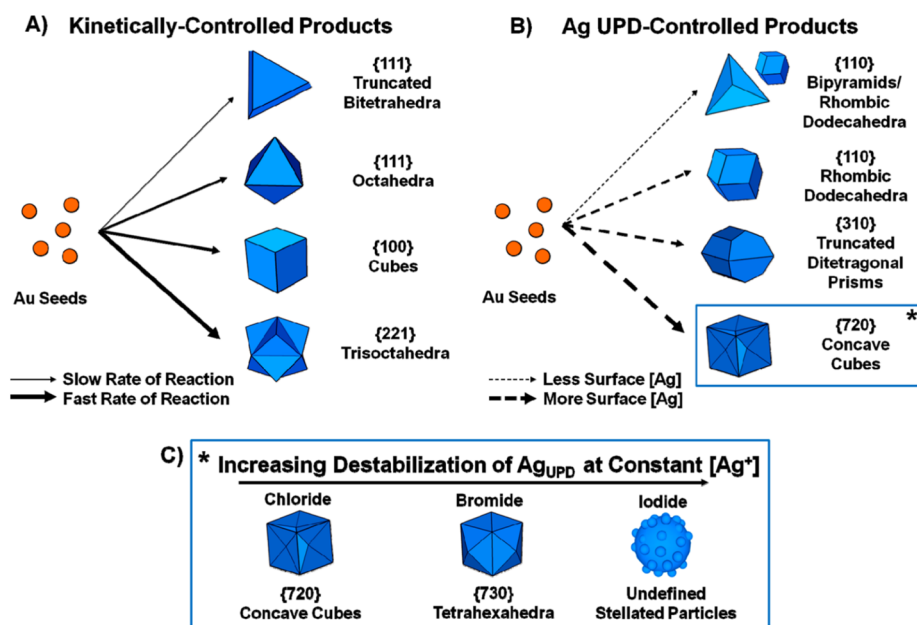 A) Kinetically-Controlled Products
{111}
Truncated
Bitetrahedra
{111}
Octahedra
{100}
Cubes
{221}
Trisoctahedra
Au Seeds
Slow Rate of Reaction
Fast Rate of Reaction
B) Ag UPD-Controlled Products
{110}
Bipyramids/
Rhombic
Dodecahedra
{110}
Rhombic
Dodecahedra
{310}
Truncated
Ditetragonal
Prisms
*
{720}
Concave
Cubes
Au Seeds
Less Surface [Ag]
More Surface [Ag]
C) * Increasing Destabilization of AgUPD at Constant [Ag⁺]
Chloride
{720}
Concave Cubes
Bromide
{730}
Tetrahexahedra
Iodide
Undefined
Stellated Particles